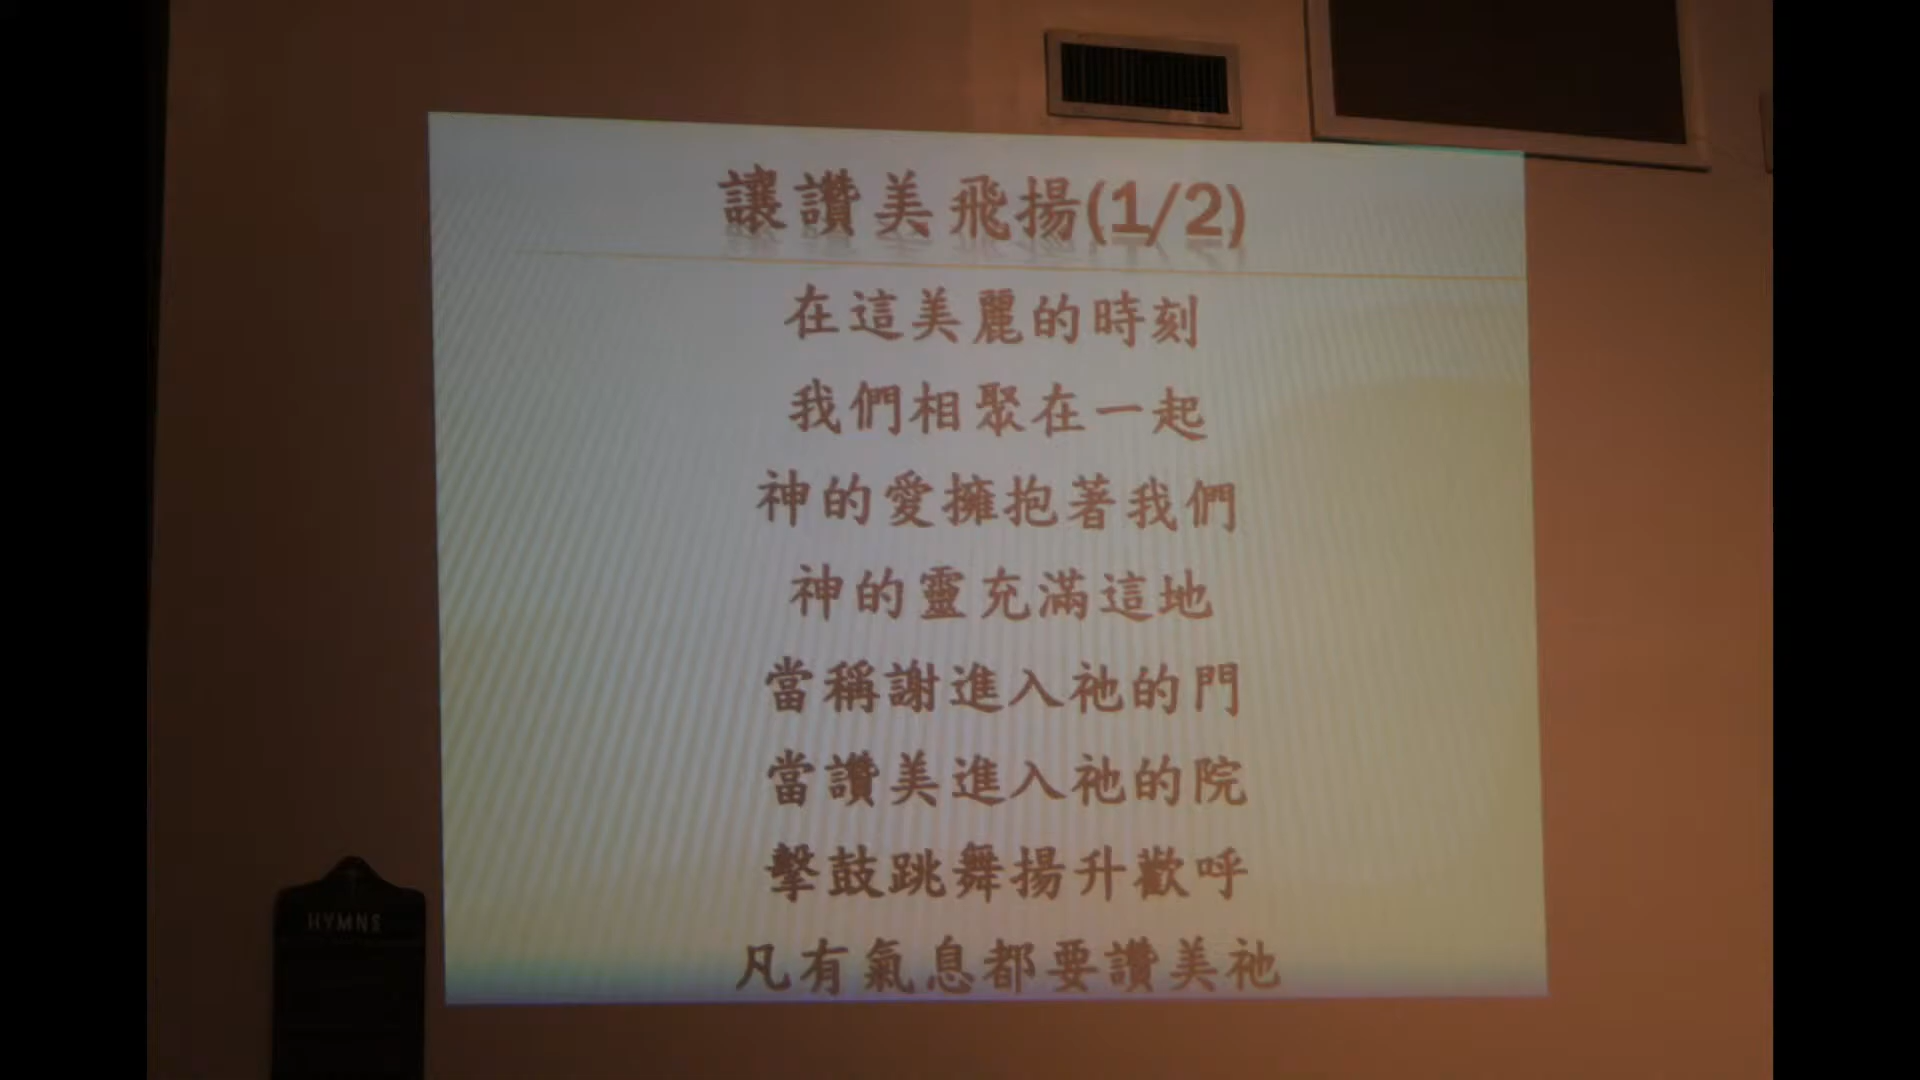 讓讚美飛揚(1/2)
在這美麗的時刻
我們相聚在一起
神的愛擁抱著我們
神的靈充滿這地
當稱謝進入祂的門
當讚美進入祂的院
擊鼓跳舞揚升歡呼
凡有氣息都要讚美祂
HYMNS